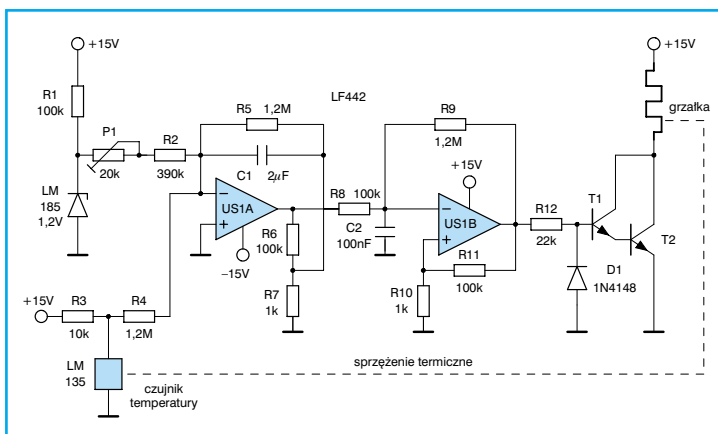 +15V
R1
100k
P1
20k
R2
390k
LM
185
1,2V
R5 1,2M
C1
2µF
LF442
US1A
−15V
R6
100k
R7
1k
R8 100k
C2
100nF
R9
1,2M
+15V
US1B
R11
100k
R10
1k
R12
22k
T1
T2
D1
1N4148
+15V
grzałka
+15V
R3
10k
R4
1,2M
LM
135
czujnik
temperatury
sprzężenie termiczne